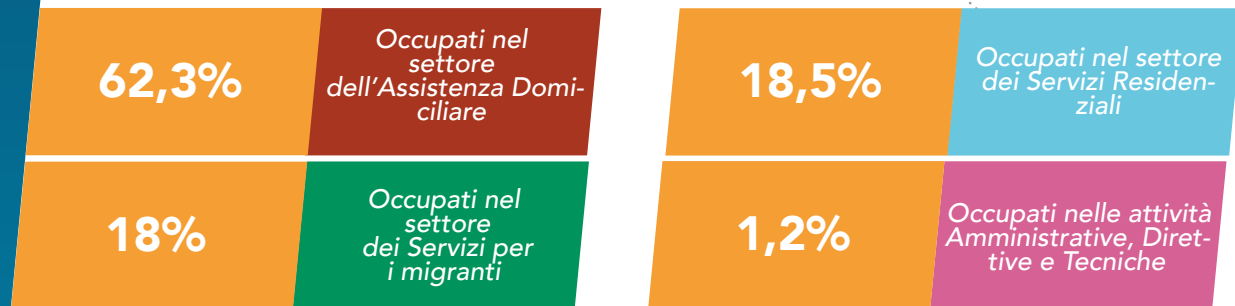 62,3%
Occupati nel
settore
dell'Assistenza Domi-
ciliare
18,5%
Occupati nel settore
dei Servizi Residen-
ziali
18%
Occupati nel
settore
dei Servizi per
i migranti
1,2%
Occupati nelle attività
Amministrative, Diret-
tive e Tecniche